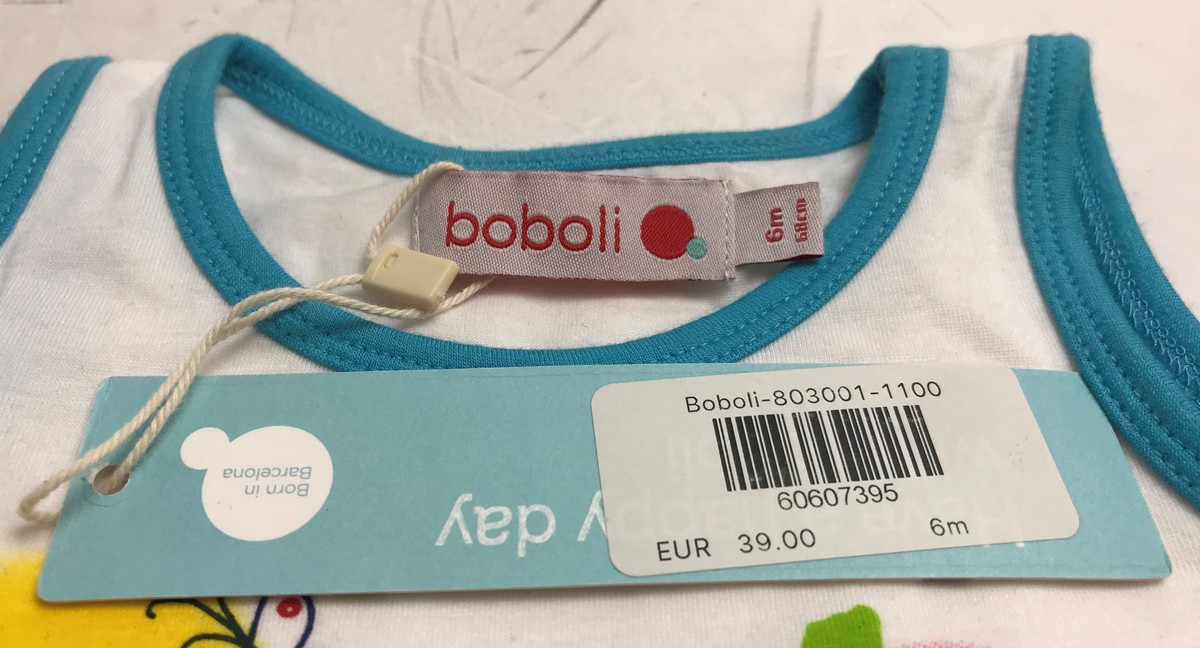 boboli
6m
68cm
Boboli-803001-1100
60607395
EUR 39.00 6m
Born in
Barcelona
day